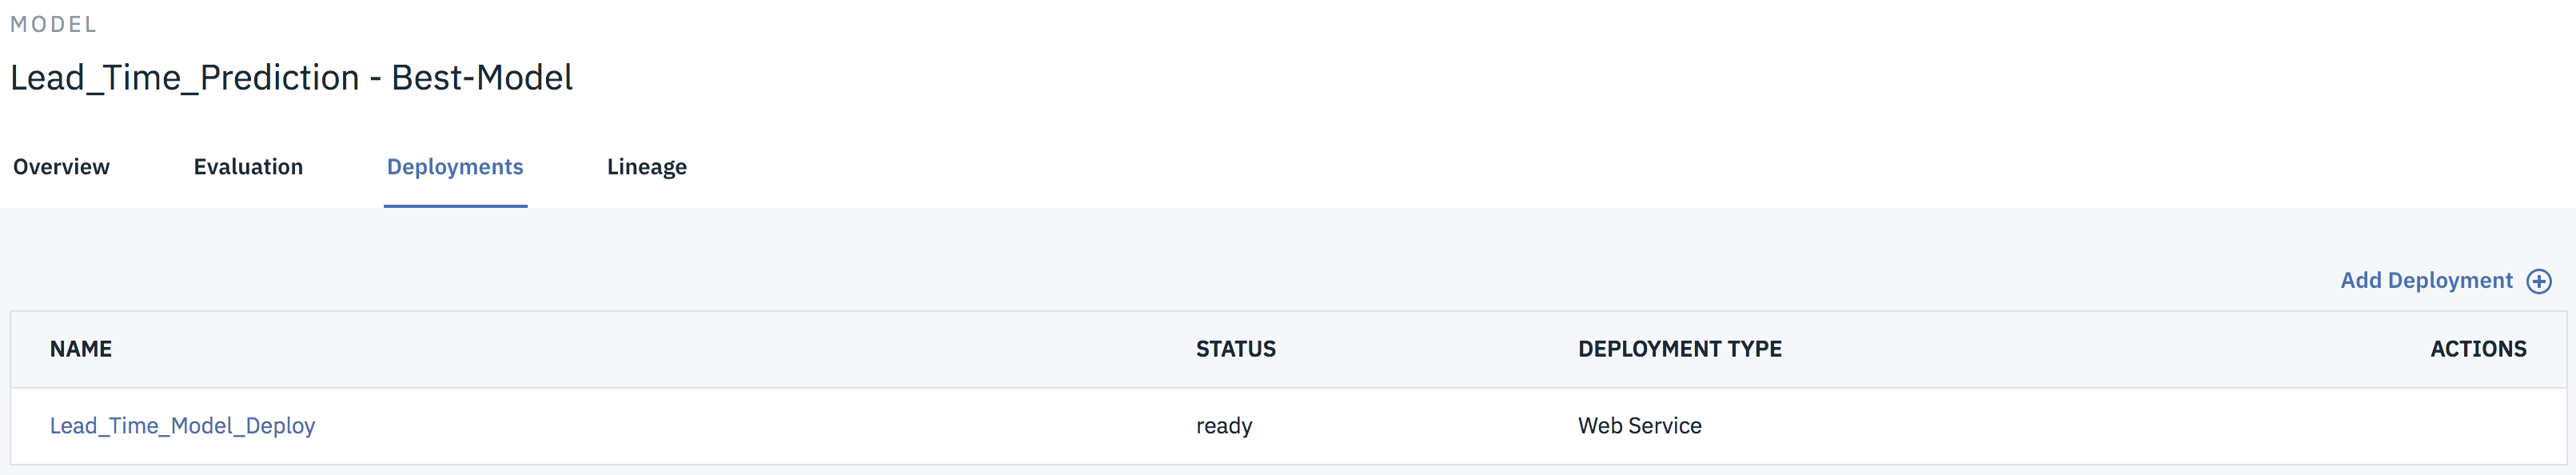 MODEL
Lead_Time_Prediction - Best-Model
Overview Evaluation Deployments Lineage
Add Deployment
NAME STATUS DEPLOYMENT TYPE ACTIONS
Lead_Time_Model_Deploy ready Web Service